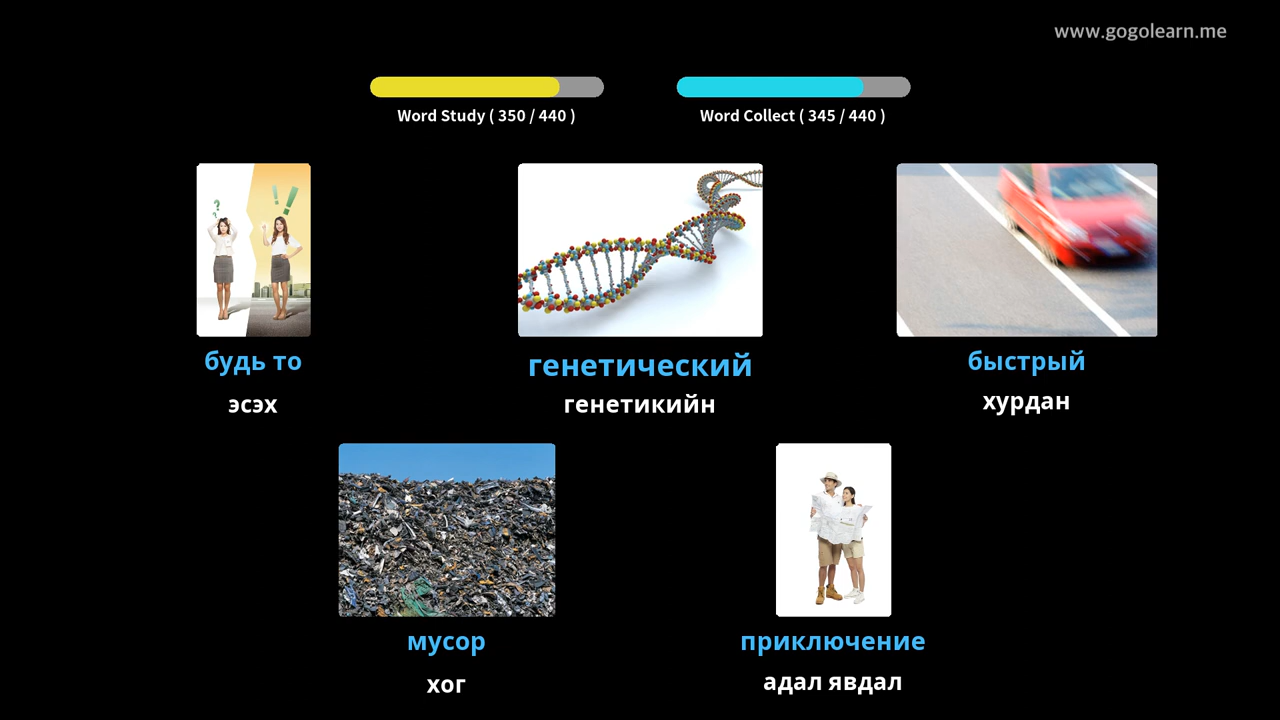 www.gogolearn.me
Word Study ( 350 / 440 )
Word Collect ( 345 / 440 )
будь то
эсэх
генетический
генетикийн
быстрый
хурдан
мусор
хог
приключение
адал явдал